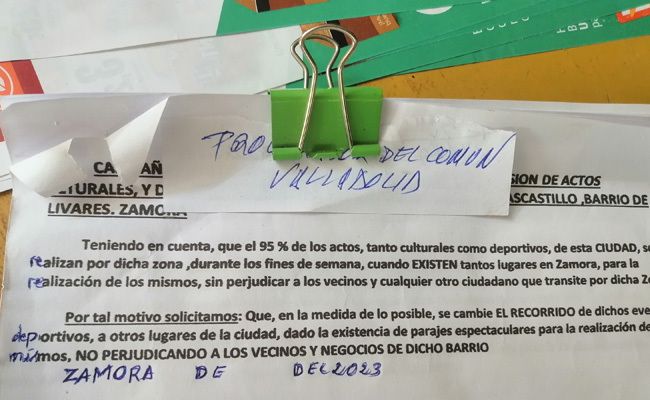 DEL COMUN
VALLADOLID
SION DE ACTOS
LTURALES, Y D ASCASTILLO ,BARRIO DE
LIVARES. ZAMORA
Teniendo en cuenta, que el 95 % de los actos, tanto culturales como deportivos, de esta CIUDAD, se
realizan por dicha zona ,durante los fines de semana, cuando EXISTEN tantos lugares en Zamora, para la
realización de los mismos, sin perjudicar a los vecinos y cualquier otro ciudadano que transite por dicha Z
Por tal motivo solicitamos: Que, en la medida de lo posible, se cambie EL RECORRIDO de dichos eve
deportivos, a otros lugares de la ciudad, dado la existencia de parajes espectaculares para la realización de
mismos, NO PERJUDICANDO A LOS VECINOS Y NEGOCIOS DE DICHO BARRIO
ZAMORA DE DEL 2023